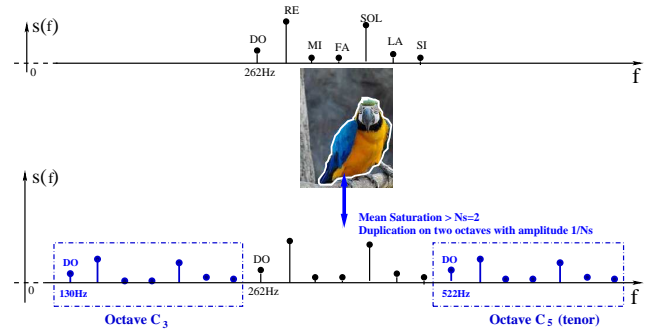 s(f)
RE
SOL
DO
MI
FA
LA
SI
0
262Hz
f
s(f)
Mean Saturation > Ns=2
Duplication on two octaves with amplitude 1/Ns
DO
DO
DO
0
130Hz
262Hz
522Hz
f
Octave C3
Octave C5 (tenor)